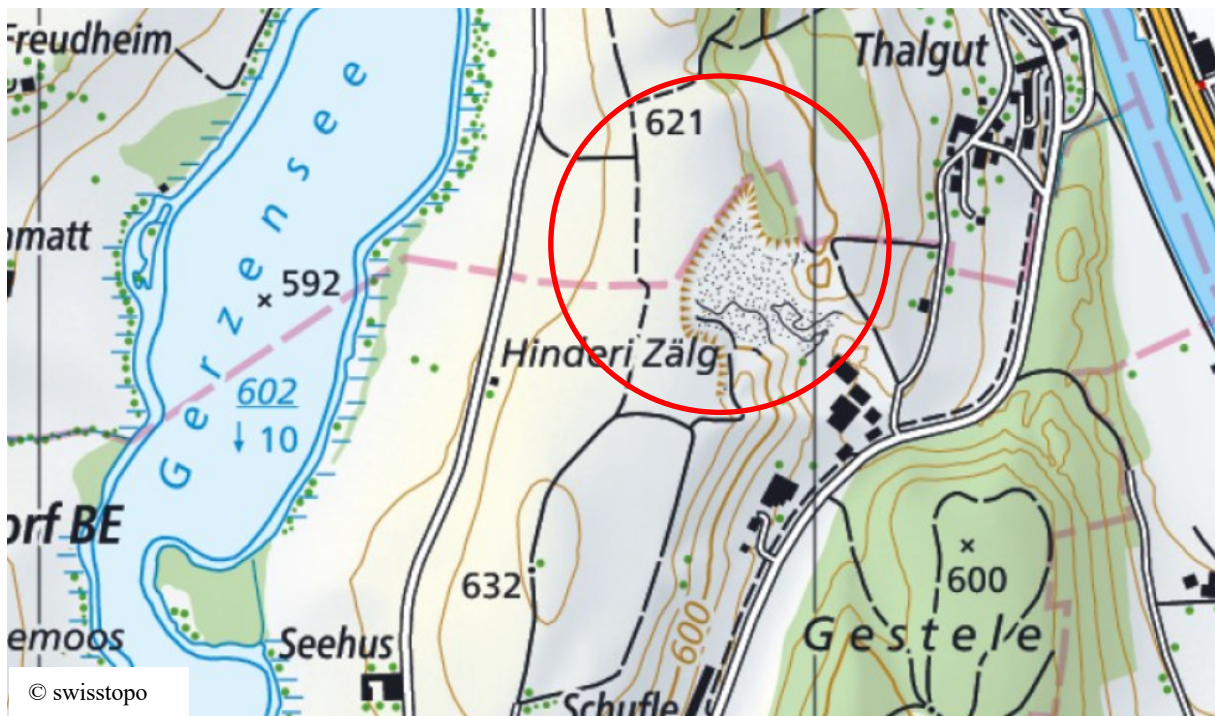 Freudheim
Thalgut
621
Gerzensee
nmatt
592
Hinderi Zälg
602
10
orf BE
632
600
Gestele
600
emoos
Seehus
Schufle
© swisstopo